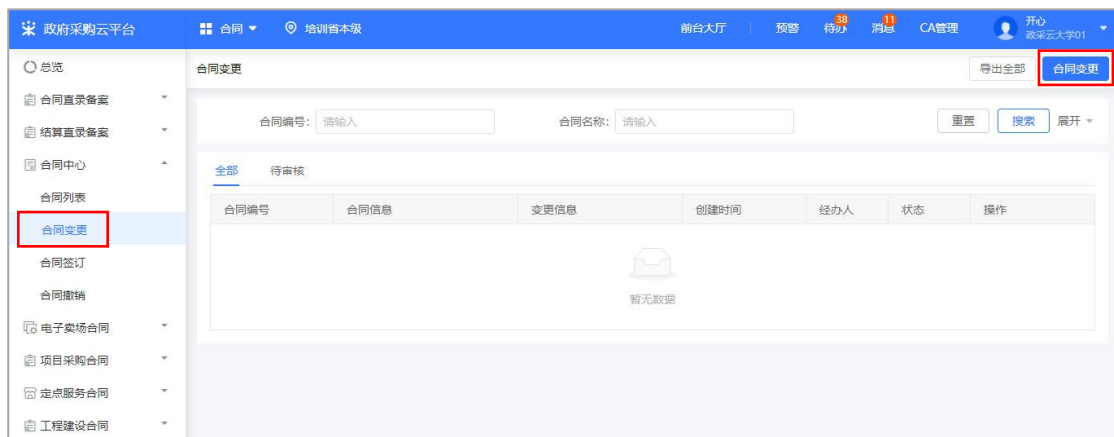 政府采购云平台 合同 培训省本级 前台大厅 预警 待办 38 消息 11 CA管理 开心
政采云大学01
总览
合同直录备案
结算直录备案
合同中心
合同列表
合同变更
合同签订
合同撤销
电子卖场合同
项目采购合同
定点服务合同
工程建设合同
合同变更 导出全部 合同变更
合同编号： 请输入 合同名称： 请输入 重置 搜索 展开
全部 待审核
合同编号 合同信息 变更信息 创建时间 经办人 状态 操作
暂无数据